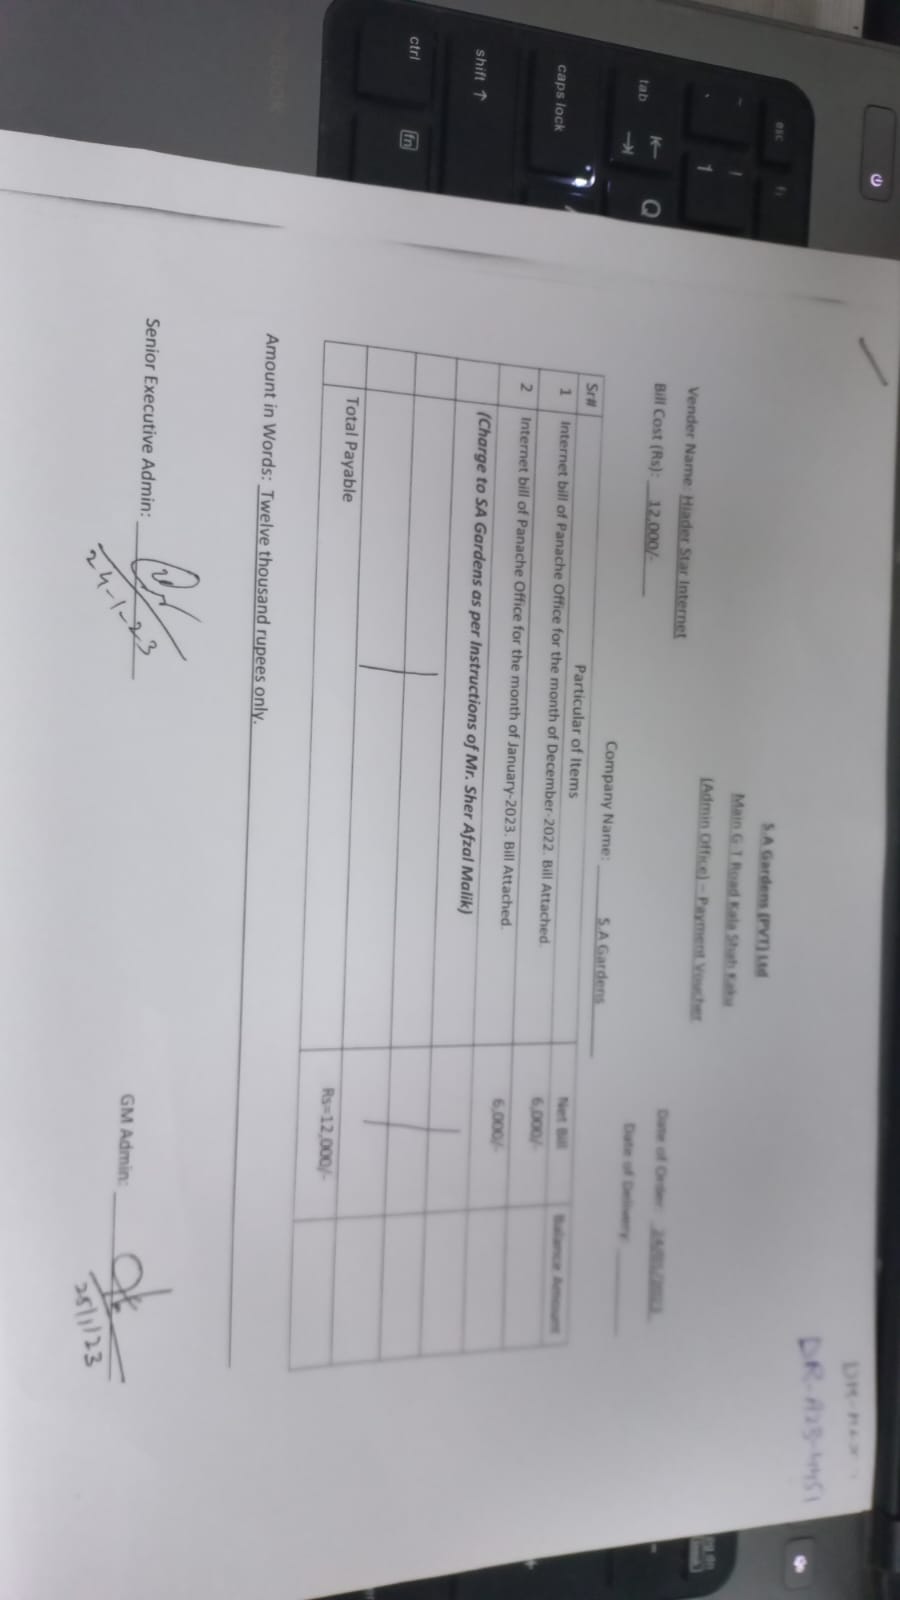 DR-A23-4451
S.A Gardens (PVT) Ltd
Main G.T Road Kala Shah Kaku
(Admin Office) – Payment Voucher
Vender Name: Hiader Star Internet
Date of Order: 24/01/2023
Bill Cost (Rs): 12,000/-
Company Name: S.A Gardens
Date of Delivery
Sr# Particular of Items Net Bill Balance Amount
1 Internet bill of Panache Office for the month of December-2022. Bill Attached. 6,000/-
2 Internet bill of Panache Office for the month of January-2023. Bill Attached. 6,000/-
(Charge to SA Gardens as per Instructions of Mr. Sher Afzal Malik)
Total Payable Rs=12,000/-
Amount in Words: Twelve thousand rupees only.
Senior Executive Admin:
24-1-23
GM Admin:
25/1/23
esc
f1
~
!
1
tab
Q
caps lock
shift
ctrl
fn